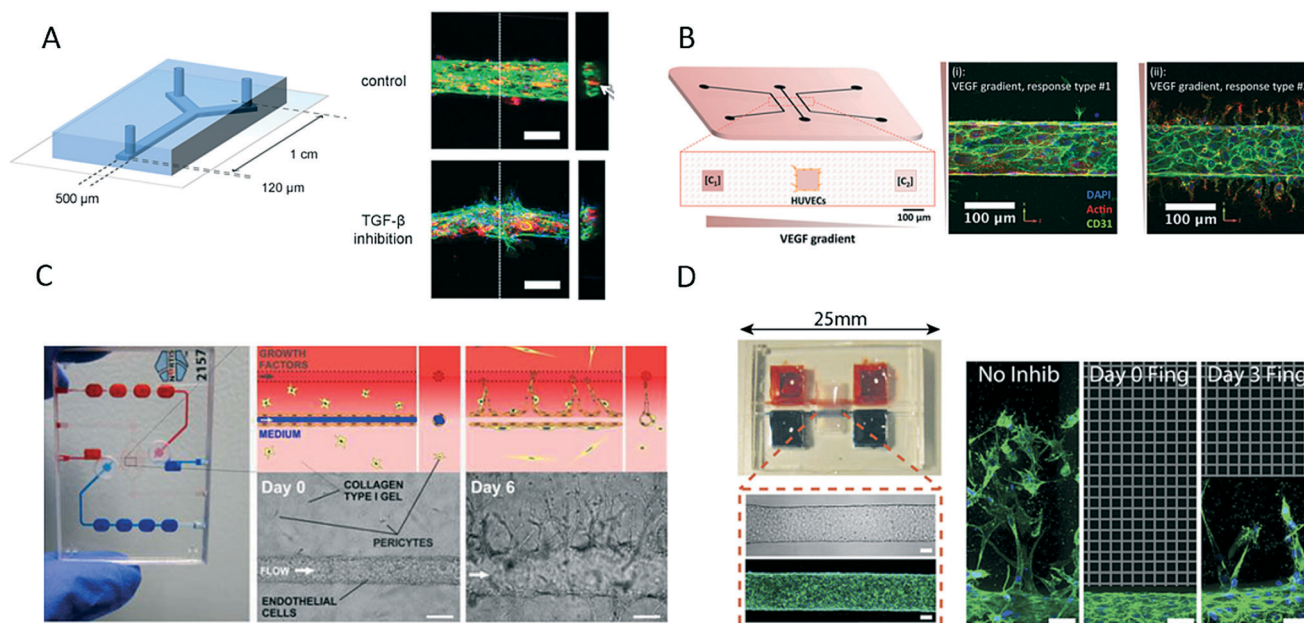 A
control
TGF-β
inhibition
1 cm
120 μm
500 μm
B
[C₁]
HUVECs
[C₂]
100 μm
VEGF gradient
(i):
VEGF gradient, response type #1
DAPI
Actin
CD31
100 μm
(ii):
VEGF gradient, response type #
100 μm
C
2157
GROWTH
FACTORS
MEDIUM
Day 0
COLLAGEN
TYPE I GEL
PERICYTES
FLOW
ENDOTHELIAL
CELLS
Day 6
D
25mm
No Inhib
Day 0 Fing
Day 3 Fing